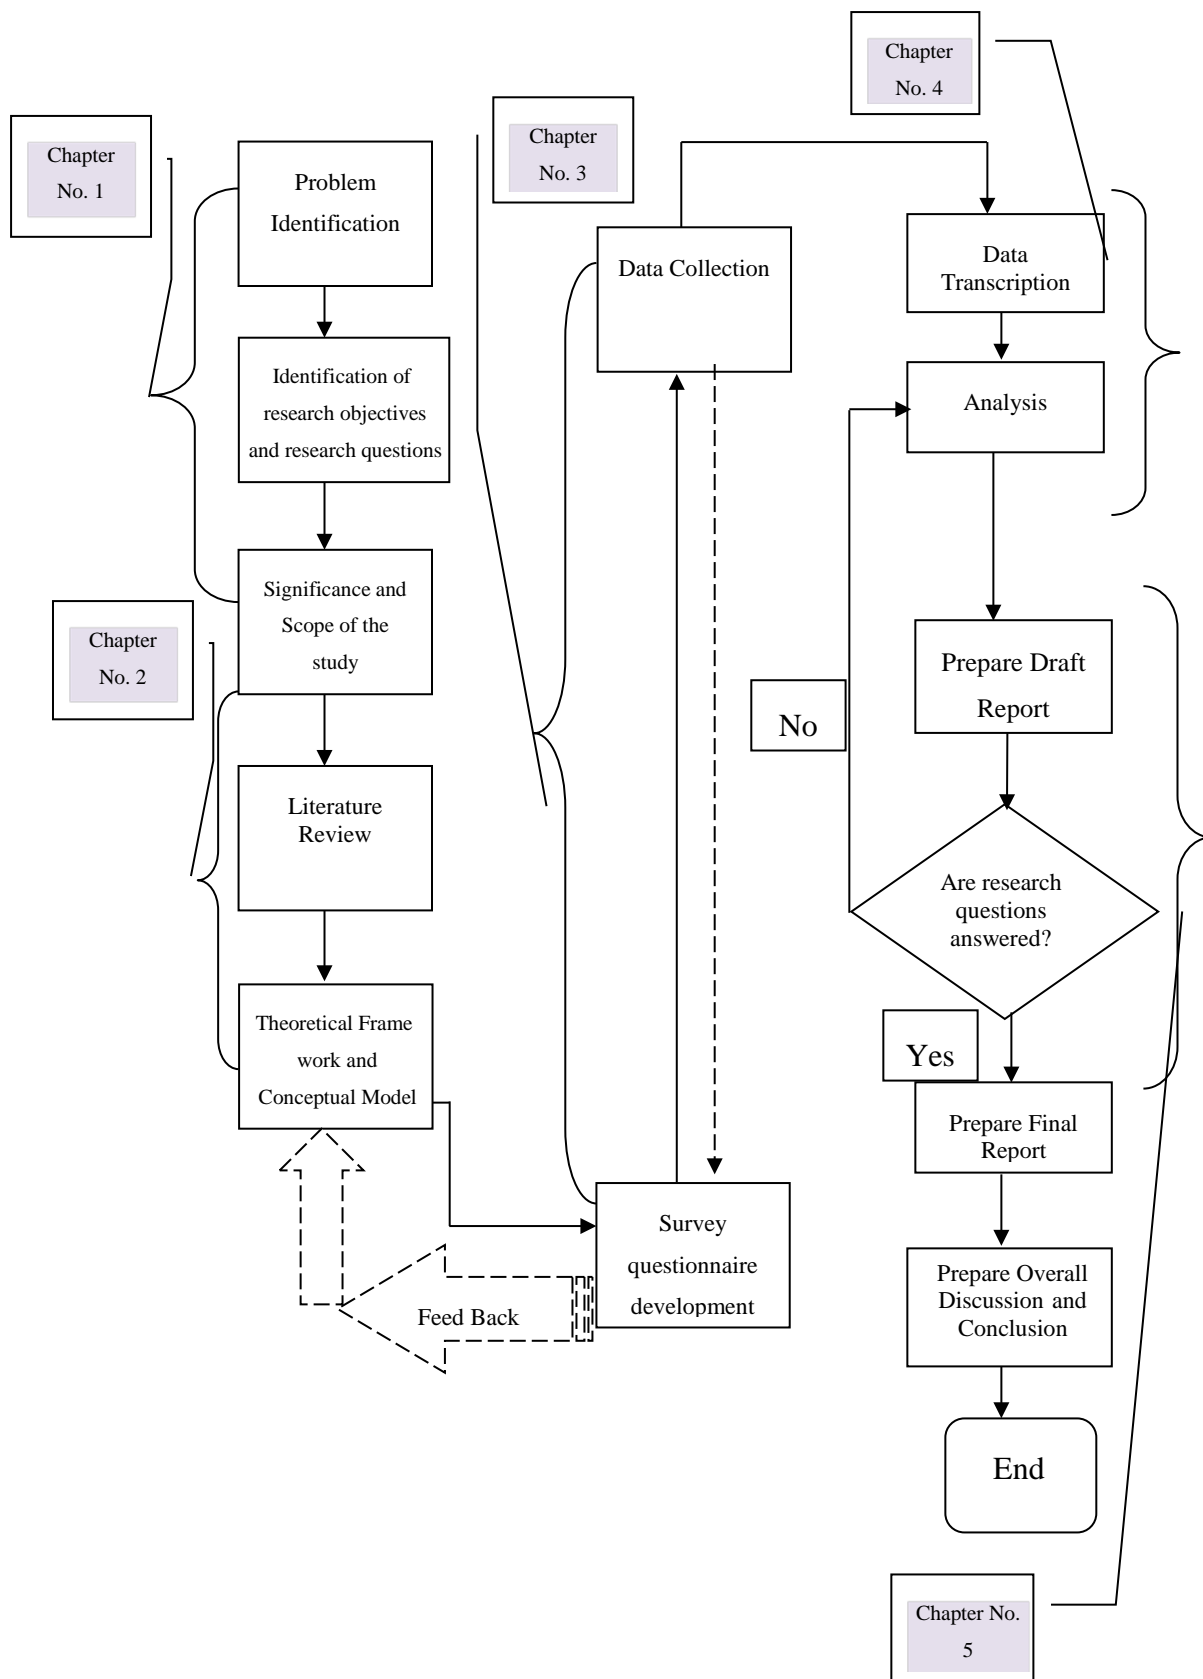 Chapter
No. 1
Problem
Identification
Identification of
research objectives
and research questions
Significance and
Scope of the
study
Chapter
No. 2
Literature
Review
Theoretical Frame
work and
Conceptual Model
Chapter
No. 3
Data Collection
Survey
questionnaire
development
Feed Back
Chapter
No. 4
Data
Transcription
Analysis
Prepare Draft
Report
No
Are research
questions
answered?
Yes
Prepare Final
Report
Prepare Overall
Discussion and
Conclusion
End
Chapter No.
5